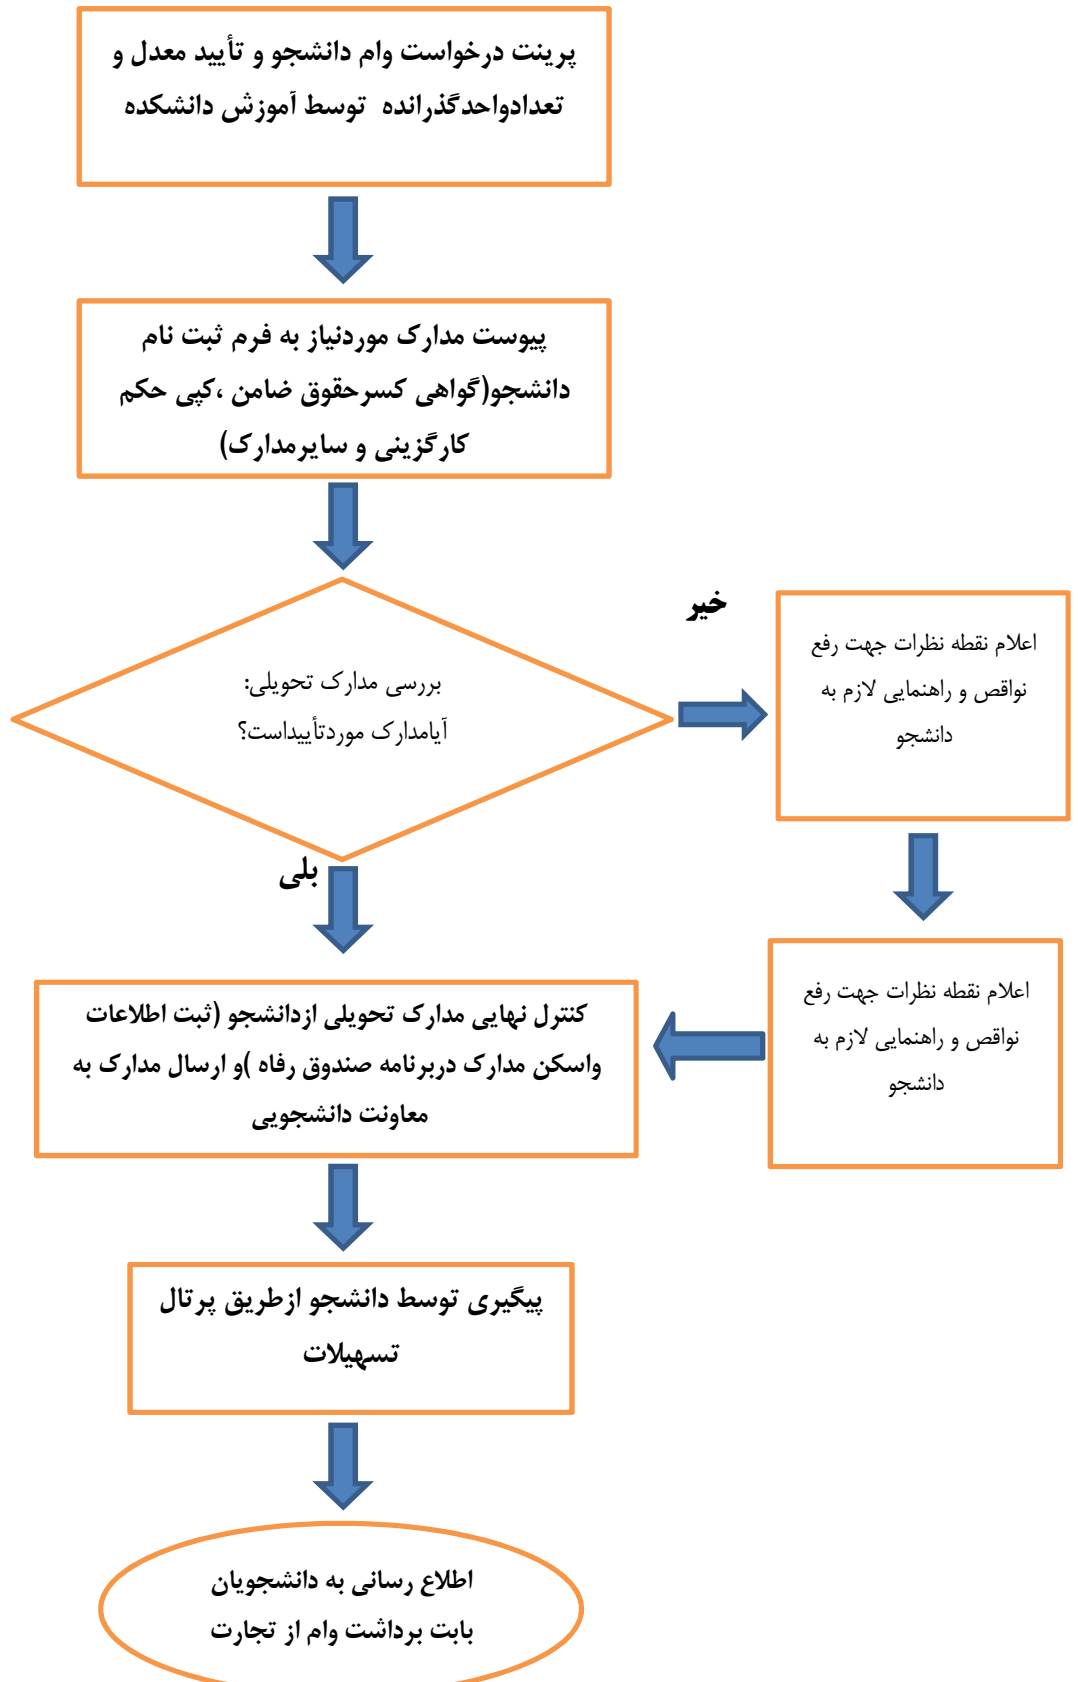 پرینت درخواست وام دانشجو و تأیید معدل و
تعدادواحدگذرانده توسط آموزش دانشکده
پیوست مدارک موردنیاز به فرم ثبت نام
دانشجو(گواهی کسرحقوق ضامن ،کپی حکم
کارگزینی و سایرمدارک)
خیر
اعلام نقطه نظرات جهت رفع
نواقص و راهنمایی لازم به
دانشجو
بررسی مدارک تحویلی:
آیامدارک موردتأییداست؟
بلی
اعلام نقطه نظرات جهت رفع
نواقص و راهنمایی لازم به
دانشجو
کنترل نهایی مدارک تحویلی ازدانشجو (ثبت اطلاعات
واسکن مدارک دربرنامه صندوق رفاه )و ارسال مدارک به
معاونت دانشجویی
پیگیری توسط دانشجو ازطریق پرتال
تسهیلات
اطلاع رسانی به دانشجویان
بابت برداشت وام از تجارت